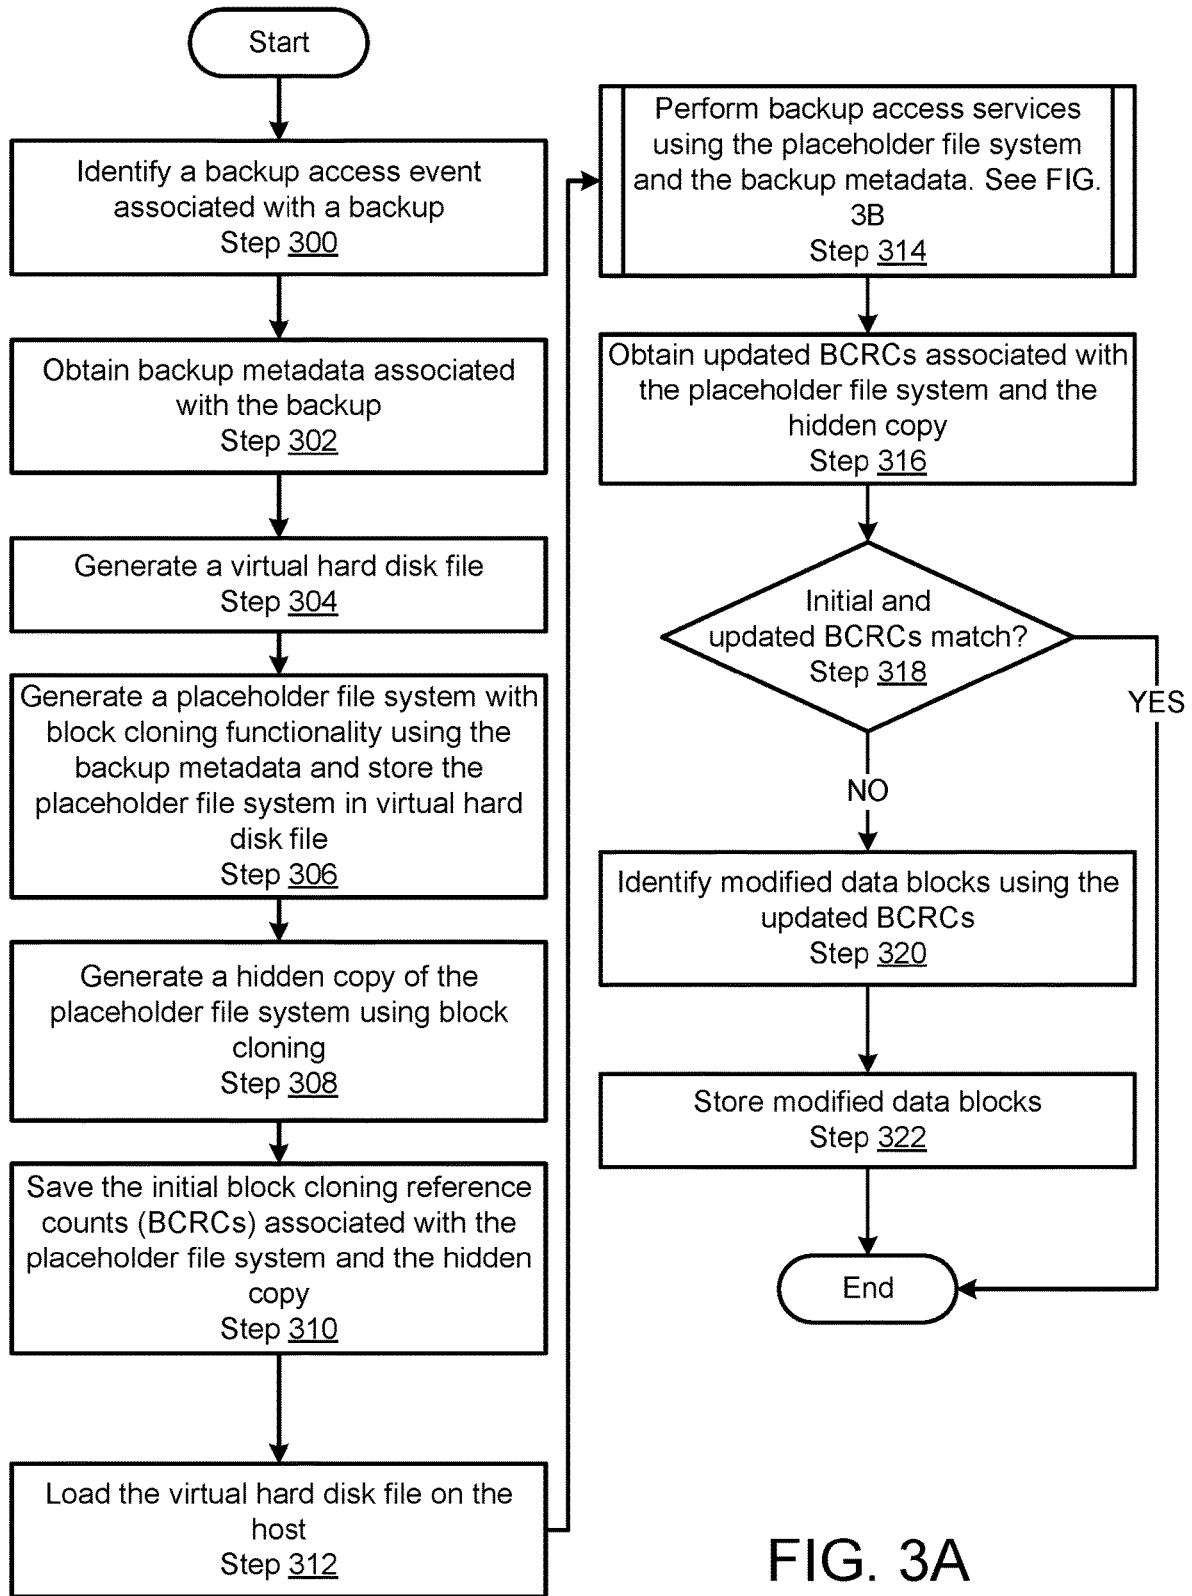 Start
Identify a backup access event
associated with a backup
Step 300
Obtain backup metadata associated
with the backup
Step 302
Generate a virtual hard disk file
Step 304
Generate a placeholder file system with
block cloning functionality using the
backup metadata and store the
placeholder file system in virtual hard
disk file
Step 306
Generate a hidden copy of the
placeholder file system using block
cloning
Step 308
Save the initial block cloning reference
counts (BCRCs) associated with the
placeholder file system and the hidden
copy
Step 310
Load the virtual hard disk file on the
host
Step 312
Perform backup access services
using the placeholder file system
and the backup metadata. See FIG.
3B
Step 314
Obtain updated BCRCs associated with
the placeholder file system and the
hidden copy
Step 316
Initial and
updated BCRCs match?
Step 318
YES
NO
Identify modified data blocks using the
updated BCRCs
Step 320
Store modified data blocks
Step 322
End
FIG. 3A